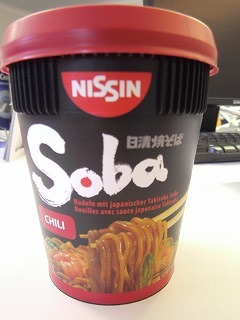 NISSIN
日清焼そば
Soba
Nudeln mit japanischer Yakisoba Soße
Nouilles avec sauce japonaise Yakisoba
CHILI